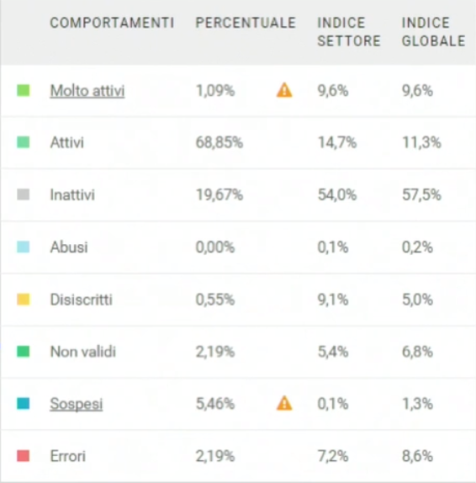 COMPORTAMENTI PERCENTUALE INDICE SETTORE INDICE GLOBALE
Molto attivi 1,09% 9,6% 9,6%
Attivi 68,85% 14,7% 11,3%
Inattivi 19,67% 54,0% 57,5%
Abusi 0,00% 0,1% 0,2%
Disiscritti 0,55% 9,1% 5,0%
Non validi 2,19% 5,4% 6,8%
Sospesi 5,46% 0,1% 1,3%
Errori 2,19% 7,2% 8,6%